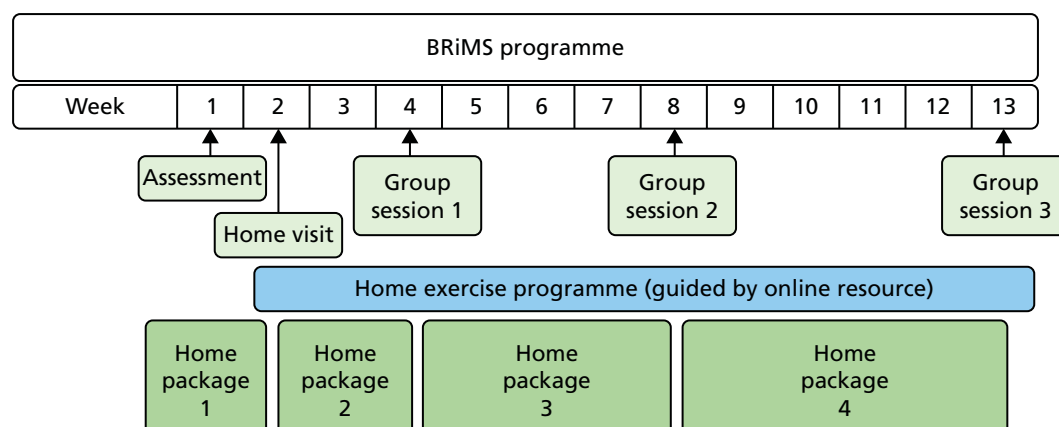 BRiMS programme
Week 1 2 3 4 5 6 7 8 9 10 11 12 13
Assessment
Home visit
Group
session 1
Group
session 2
Group
session 3
Home exercise programme (guided by online resource)
Home
package
1
Home
package
2
Home
package
3
Home
package
4